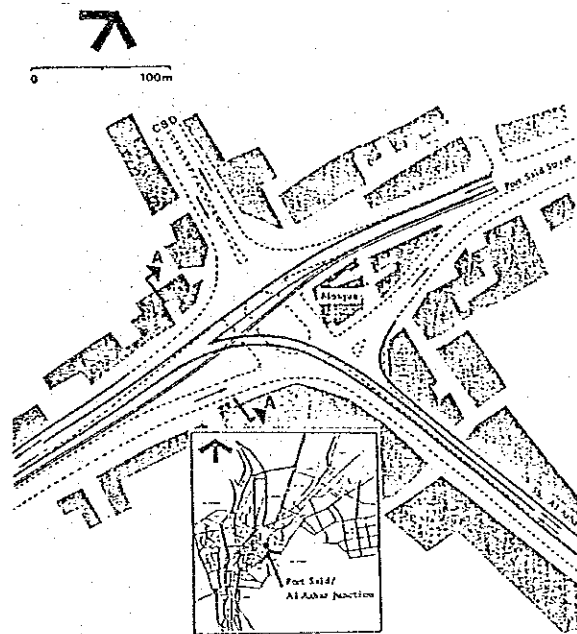 0 100m
CBD
Port Said Street
A
Mosque
A
Port Said/
Al Azhar Junction